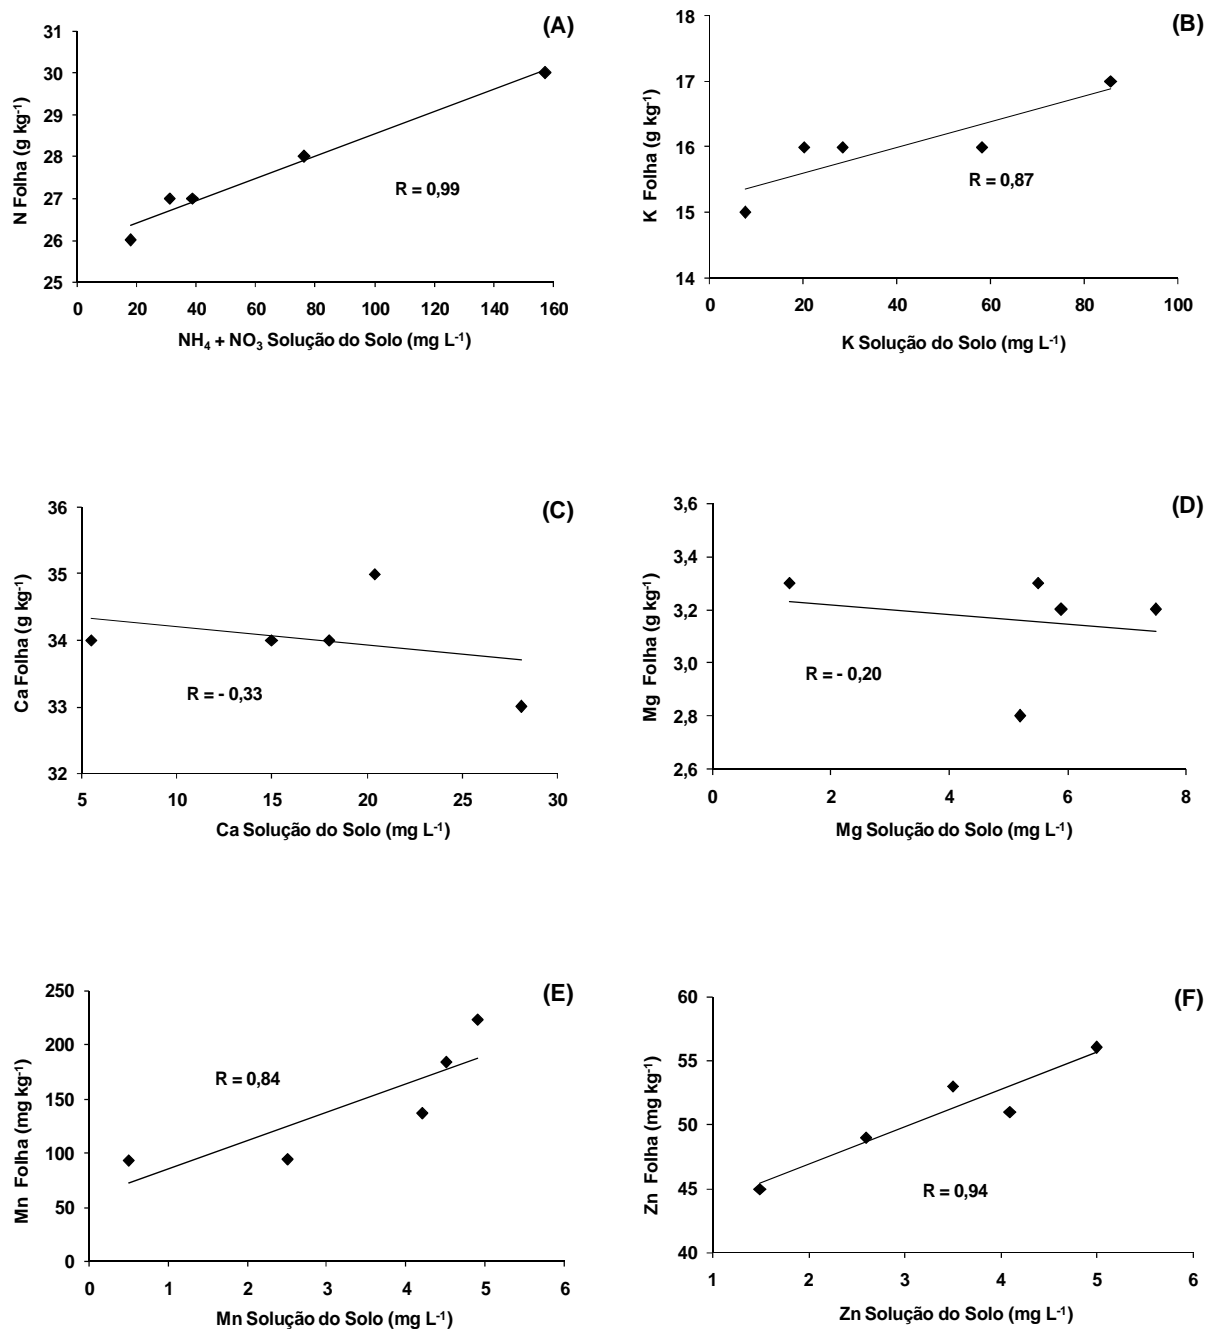 (A)
31
30
29
28
27
26
25
N Folha (g kg⁻¹)
R = 0,99
0 20 40 60 80 100 120 140 160
NH₄ + NO₃ Solução do Solo (mg L⁻¹)
(B)
18
17
16
15
14
K Folha (g kg⁻¹)
R = 0,87
0 20 40 60 80 100
K Solução do Solo (mg L⁻¹)
(C)
36
35
34
33
32
Ca Folha (g kg⁻¹)
R = - 0,33
5 10 15 20 25 30
Ca Solução do Solo (mg L⁻¹)
(D)
3,6
3,4
3,2
3,0
2,8
2,6
Mg Folha (g kg⁻¹)
R = - 0,20
0 2 4 6 8
Mg Solução do Solo (mg L⁻¹)
(E)
250
200
150
100
50
0
Mn Folha (mg kg⁻¹)
R = 0,84
0 1 2 3 4 5 6
Mn Solução do Solo (mg L⁻¹)
(F)
60
55
50
45
40
Zn Folha (mg kg⁻¹)
R = 0,94
1 2 3 4 5 6
Zn Solução do Solo (mg L⁻¹)